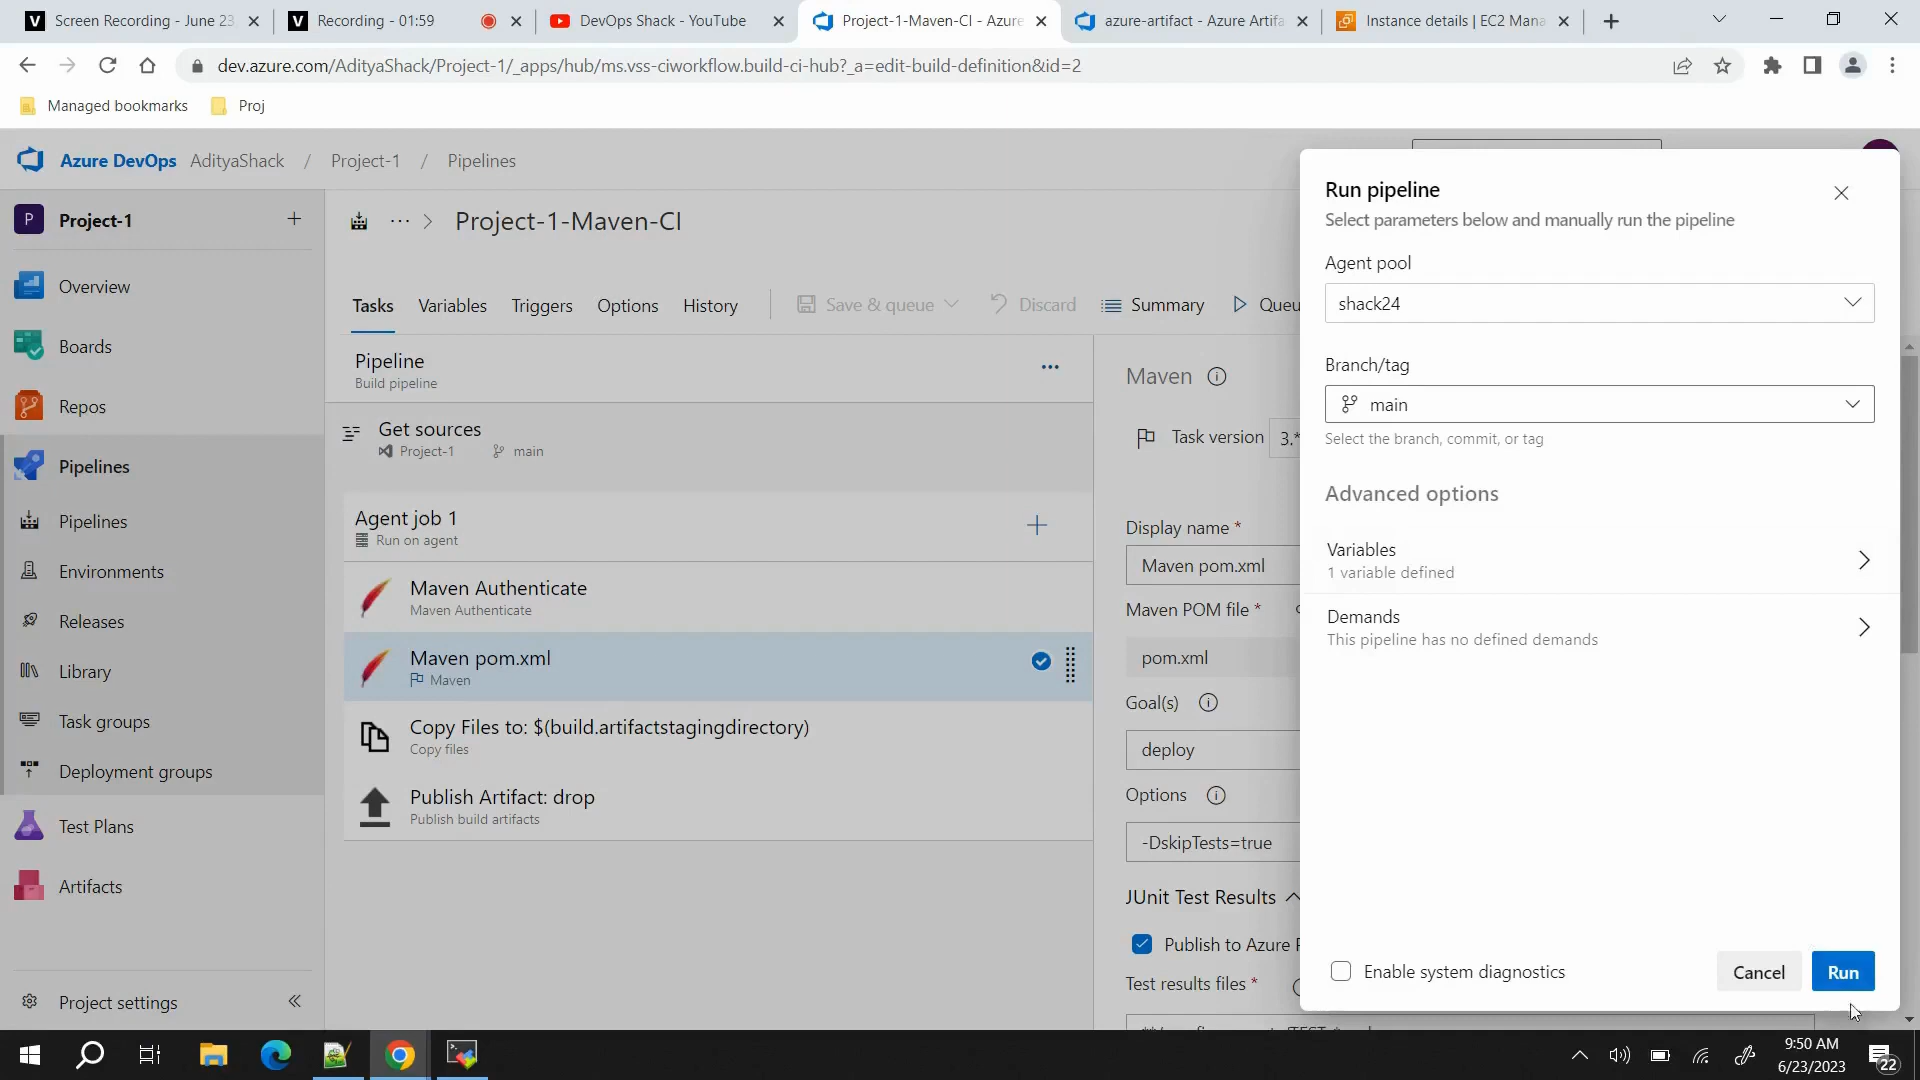 Screen Recording - June 23
Recording - 01:59
DevOps Shack - YouTube
Project-1-Maven-CI - Azure
azure-artifact - Azure Artifa
Instance details | EC2 Mana
dev.azure.com/AdityaShack/Project-1/_apps/hub/ms.vss-ciworkflow.build-ci-hub?_a=edit-build-definition&id=2
Managed bookmarks
Proj
Azure DevOps AdityaShack / Project-1 / Pipelines
P Project-1
Overview
Boards
Repos
Pipelines
Pipelines
Environments
Releases
Library
Task groups
Deployment groups
Test Plans
Artifacts
Project settings
Project-1-Maven-CI
Tasks Variables Triggers Options History Save & queue Discard Summary Queu
Pipeline
Build pipeline
Get sources
Project-1 main
Agent job 1
Run on agent
Maven Authenticate
Maven Authenticate
Maven pom.xml
Maven
Copy Files to: $(build.artifactstagingdirectory)
Copy files
Publish Artifact: drop
Publish build artifacts
Maven
Task version 3.*
Display name *
Maven pom.xml
Maven POM file *
pom.xml
Goal(s)
deploy
Options
-DskipTests=true
JUnit Test Results
Publish to Azure
Test results files *
Run pipeline
Select parameters below and manually run the pipeline
Agent pool
shack24
Branch/tag
main
Select the branch, commit, or tag
Advanced options
Variables
1 variable defined
Demands
This pipeline has no defined demands
Enable system diagnostics
Cancel
Run
9:50 AM
6/23/2023
22